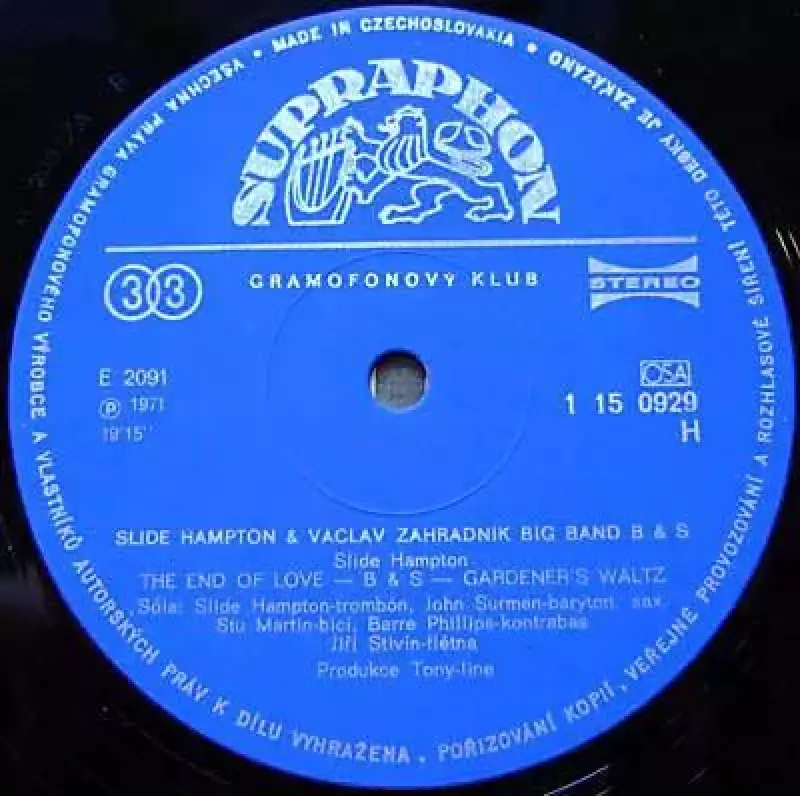 VŠECHNA PRÁVA GRAMOFONOVÉHO VÝROBCE A VLASTNÍKŮ AUTORSKÝCH PRÁV K DÍLU VYHRAŽENA. POŘIZOVÁNÍ KOPIÍ, VEŘEJNÉ PROVOZOVÁNÍ A ROZHLASOVÉ ŠÍŘENÍ TÉTO DESKY JE ZAKÁZÁNO • MADE IN CZECHOSLOVAKIA •
SUPRAPHON
33
GRAMOFONOVÝ KLUB
STEREO
E 2091
Ⓟ 1971
19'15''
OSA
1 15 0929
H
SLIDE HAMPTON & VACLAV ZAHRADNIK BIG BAND B & S
Slide Hampton
THE END OF LOVE — B & S — GARDENER'S WALTZ
Sóla: Slide Hampton-trombón, John Surmen-baryton. sax
Stu Martin-bicí, Barre Phillips-kontrabas
Jiří Stivín-flétna
Produkce Tony-line